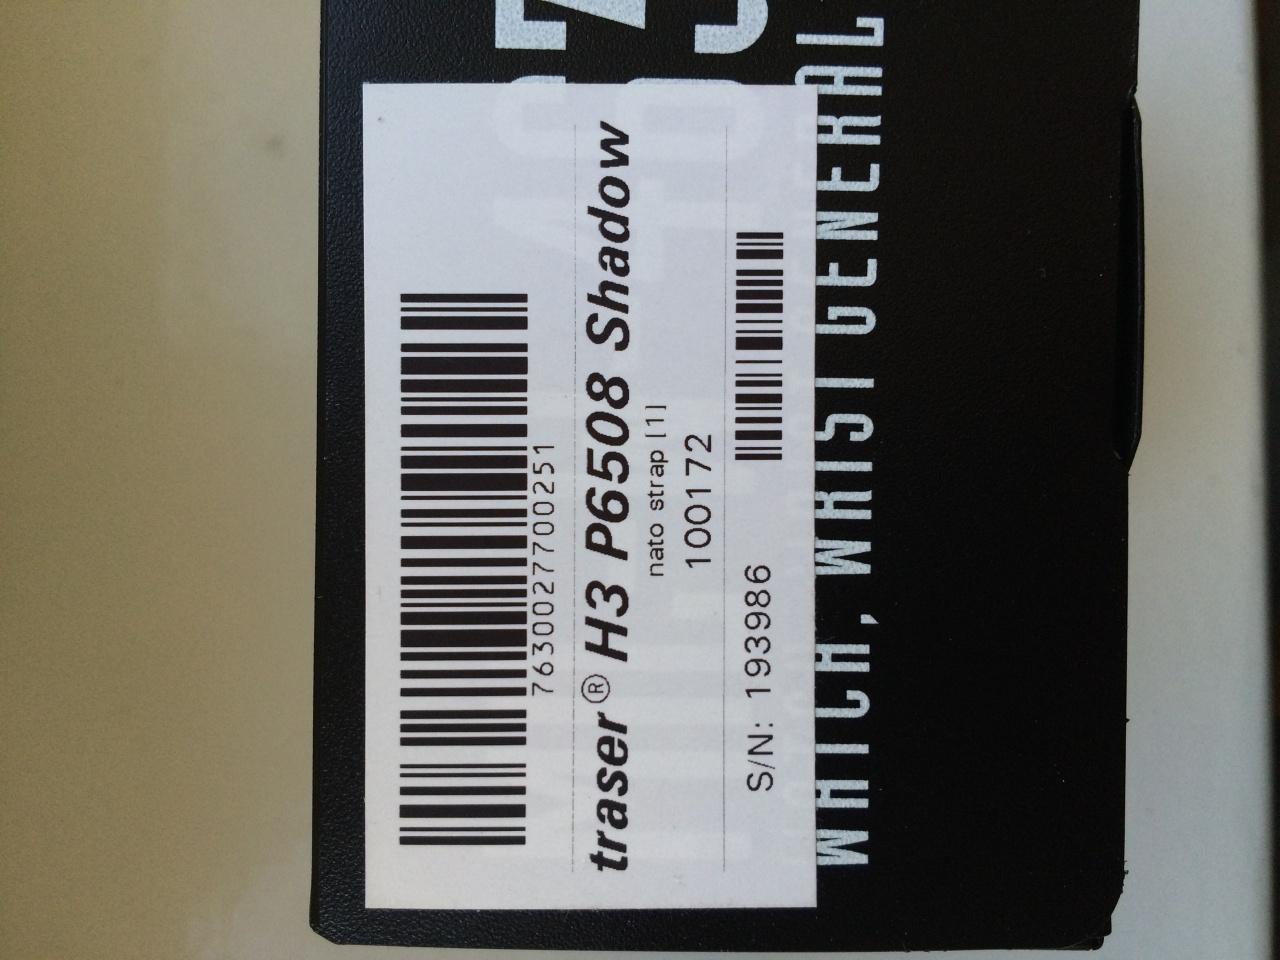 7630027700251
traser® H3 P6508 Shadow
nato strap [1]
100172
S/N: 193986
WATCH, WRIST GENERAL